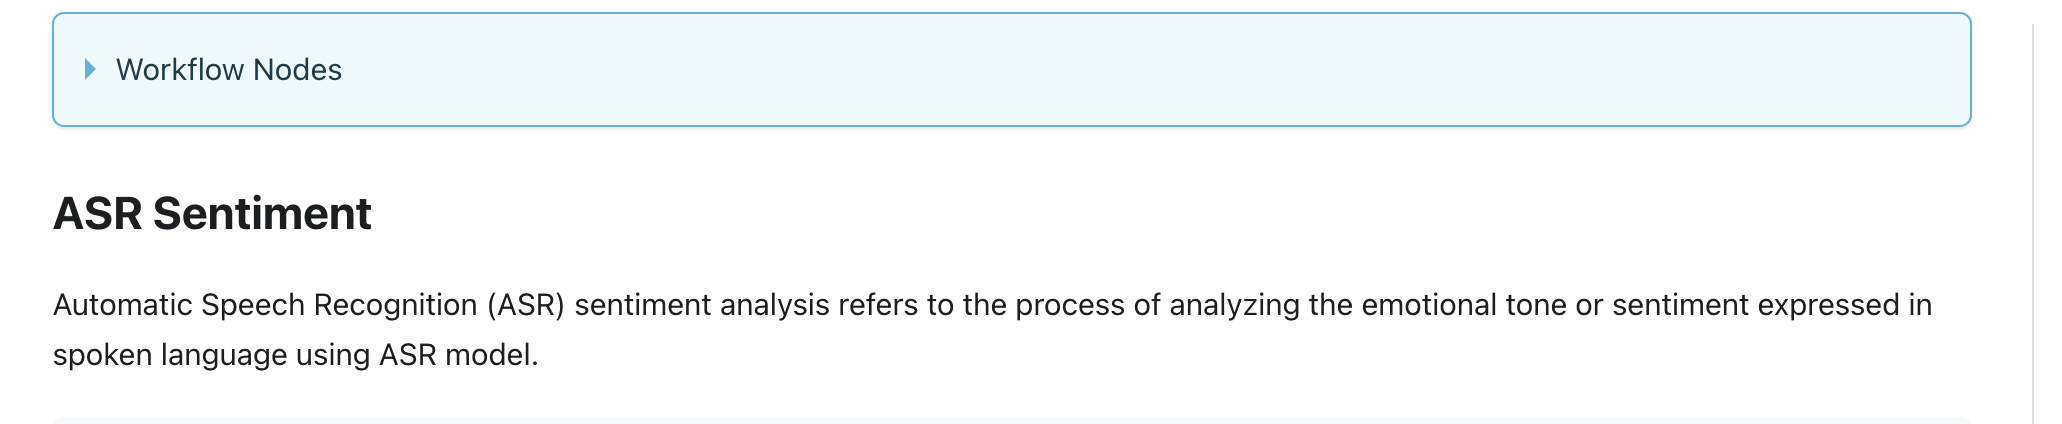 Workflow Nodes
ASR Sentiment
Automatic Speech Recognition (ASR) sentiment analysis refers to the process of analyzing the emotional tone or sentiment expressed in
spoken language using ASR model.